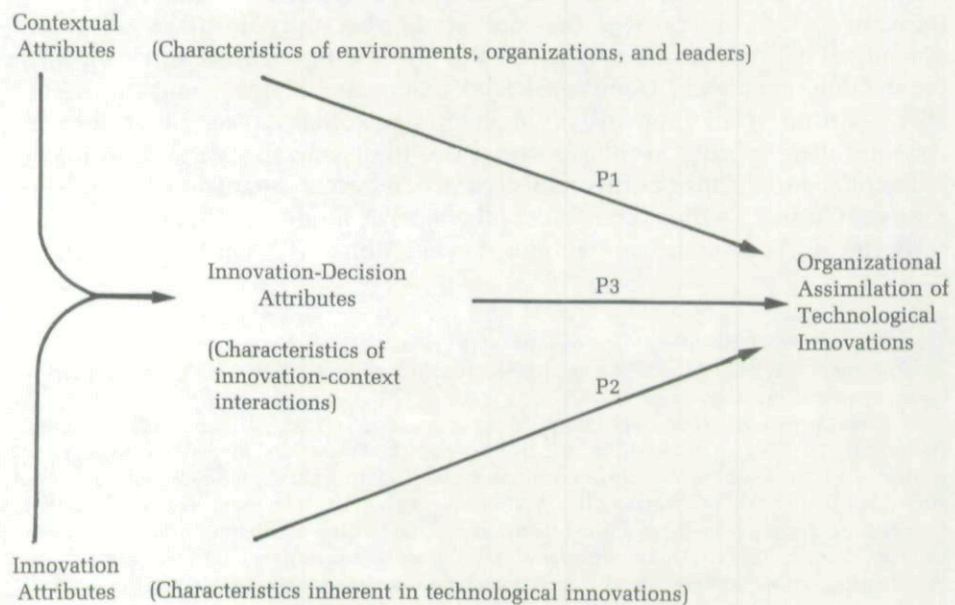 Contextual
Attributes (Characteristics of environments, organizations, and leaders)
P1
Innovation-Decision
Attributes
P3
Organizational
Assimilation of
Technological
Innovations
(Characteristics of
innovation-context
interactions)
P2
Innovation
Attributes (Characteristics inherent in technological innovations)